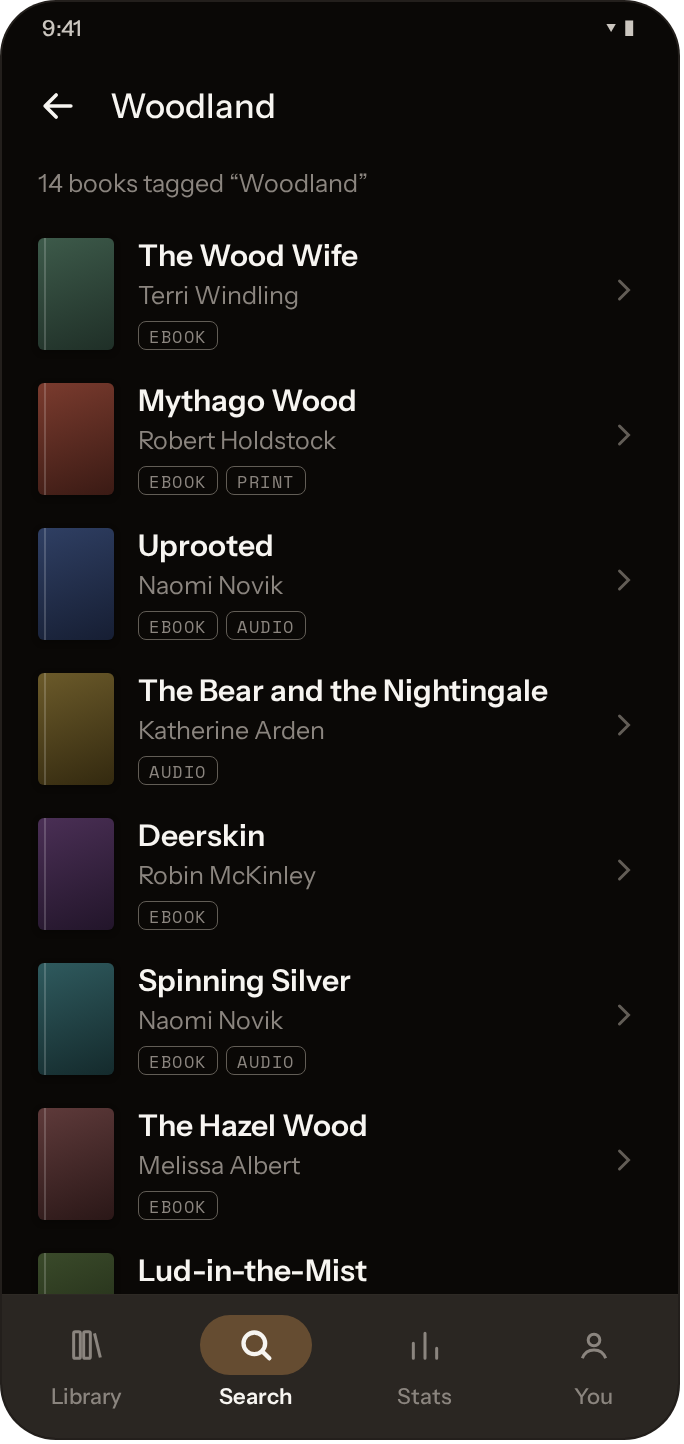 9:41
Woodland
14 books tagged “Woodland”
The Wood Wife
Terri Windling
EBOOK
Mythago Wood
Robert Holdstock
EBOOK PRINT
Uprooted
Naomi Novik
EBOOK AUDIO
The Bear and the Nightingale
Katherine Arden
AUDIO
Deerskin
Robin McKinley
EBOOK
Spinning Silver
Naomi Novik
EBOOK AUDIO
The Hazel Wood
Melissa Albert
EBOOK
Lud-in-the-Mist
Library Search Stats You